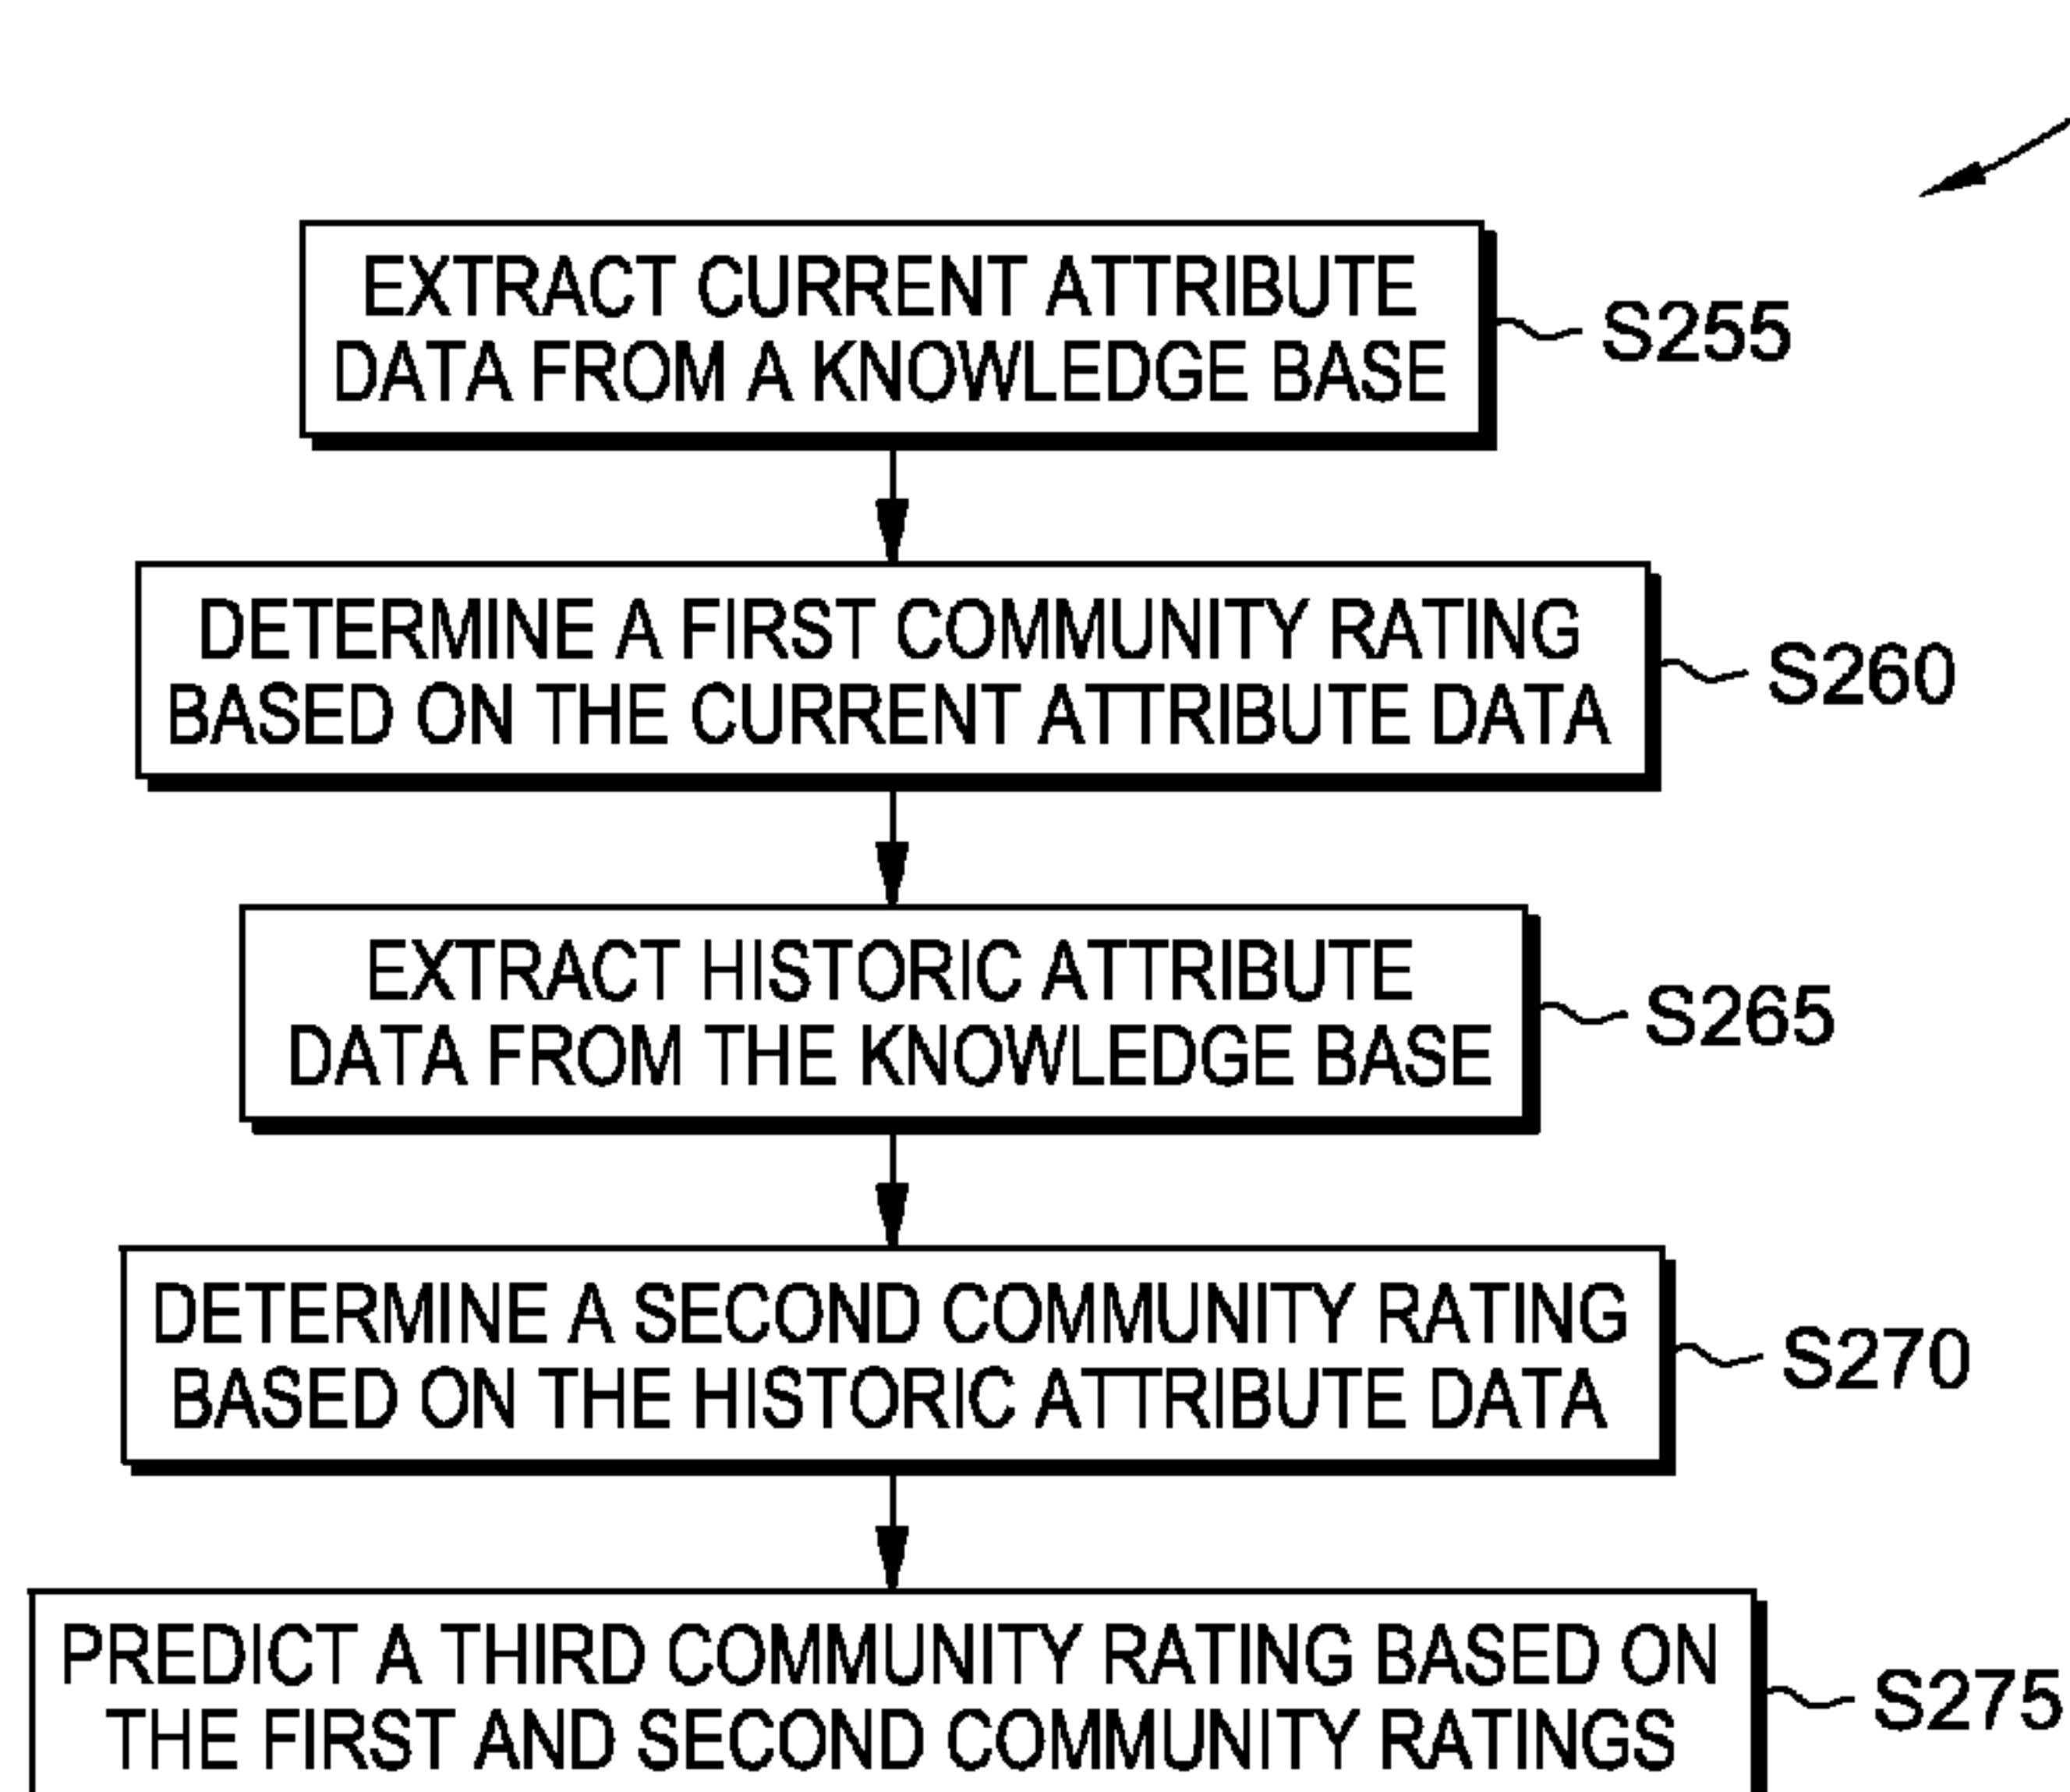 EXTRACT CURRENT ATTRIBUTE
DATA FROM A KNOWLEDGE BASE
S255
DETERMINE A FIRST COMMUNITY RATING
BASED ON THE CURRENT ATTRIBUTE DATA
S260
EXTRACT HISTORIC ATTRIBUTE
DATA FROM THE KNOWLEDGE BASE
S265
DETERMINE A SECOND COMMUNITY RATING
BASED ON THE HISTORIC ATTRIBUTE DATA
S270
PREDICT A THIRD COMMUNITY RATING BASED ON
THE FIRST AND SECOND COMMUNITY RATINGS
S275